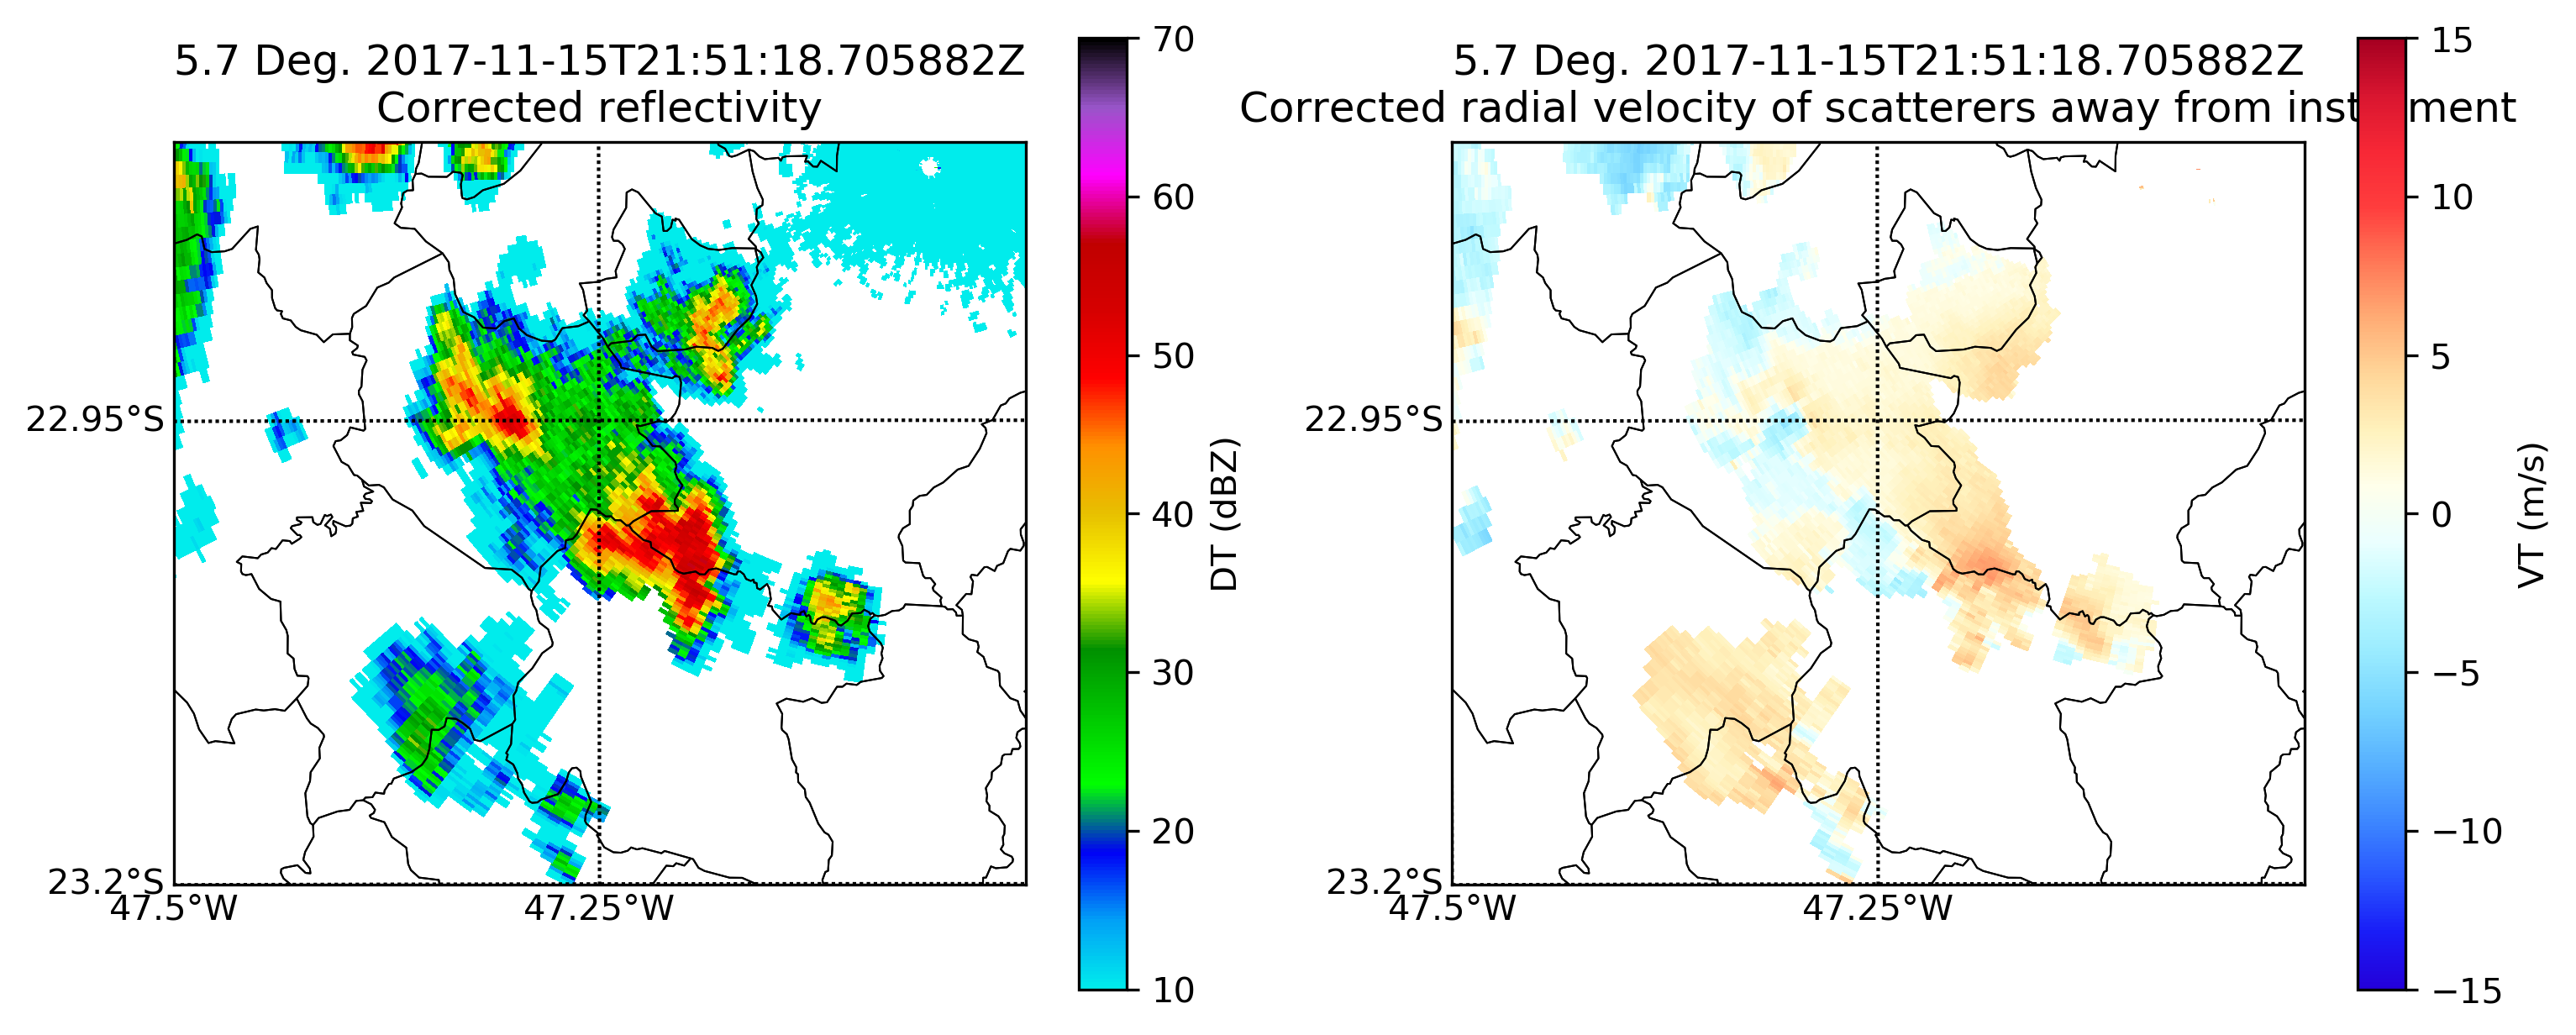 5.7 Deg. 2017-11-15T21:51:18.705882Z
Corrected reflectivity
22.95°S
23.2°S
47.5°W
47.25°W
70
60
50
40
30
20
10
DT (dBZ)
5.7 Deg. 2017-11-15T21:51:18.705882Z
Corrected radial velocity of scatterers away from inst ment
22.95°S
23.2°S
47.5°W
47.25°W
15
10
5
0
−5
−10
−15
VT (m/s)